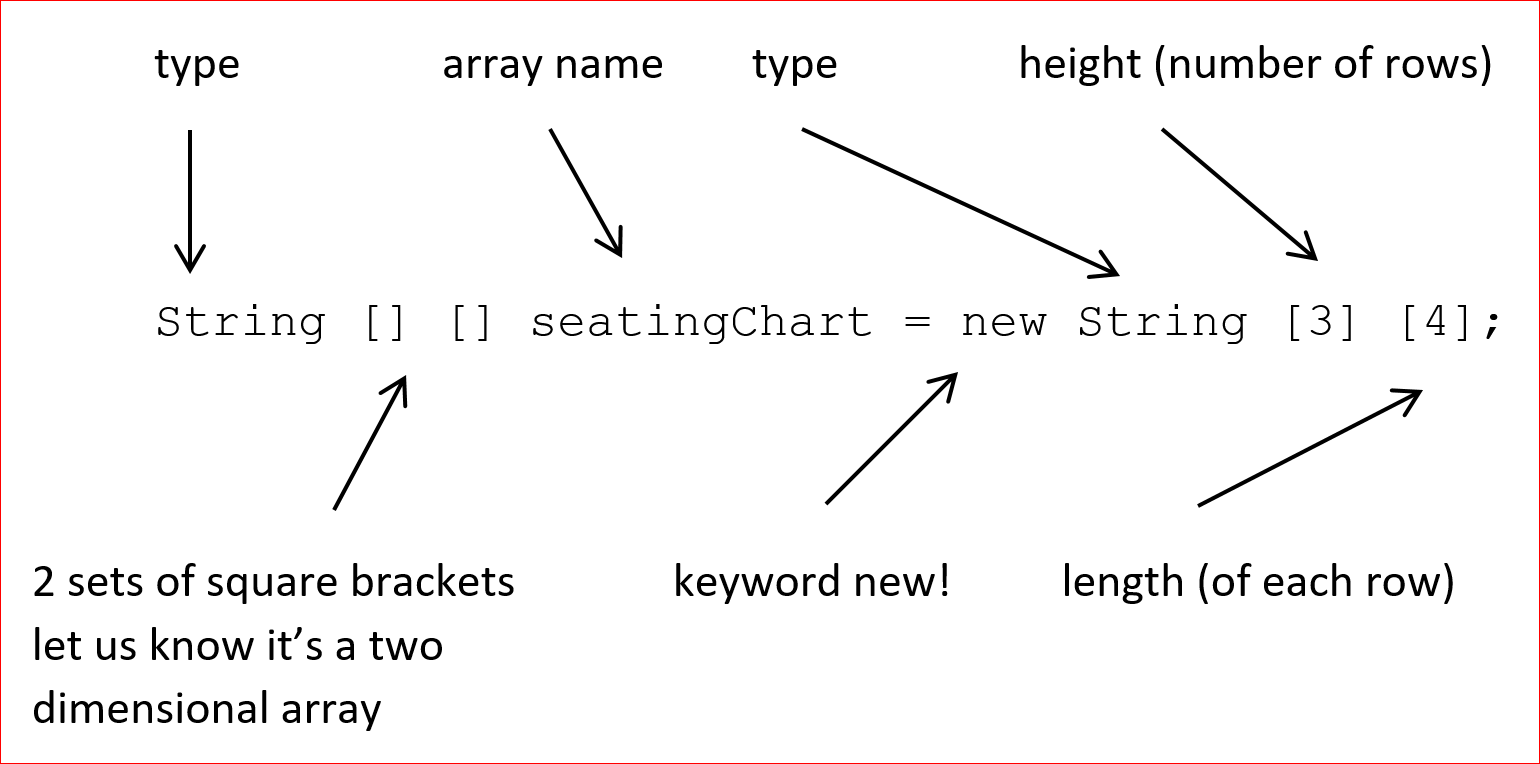 type array name type height (number of rows)
String [] [] seatingChart = new String [3] [4];
2 sets of square brackets keyword new! length (of each row)
let us know it’s a two
dimensional array